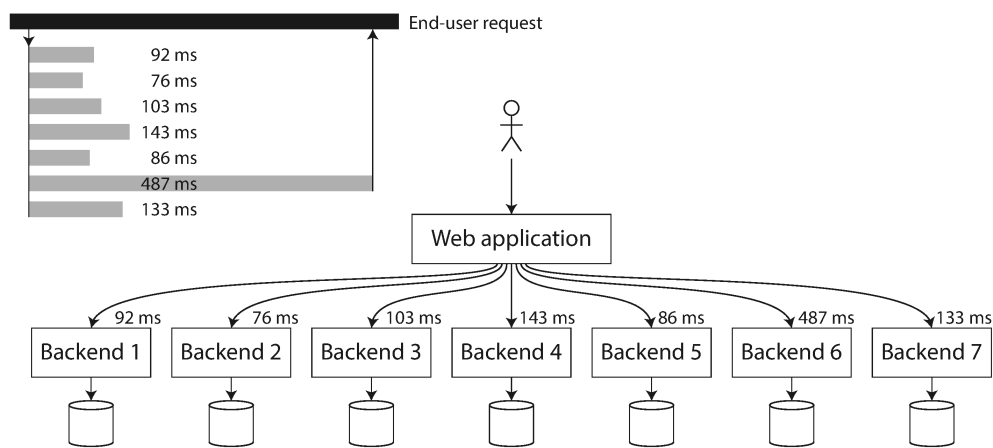 End-user request
92 ms
76 ms
103 ms
143 ms
86 ms
487 ms
133 ms
Web application
92 ms
76 ms
103 ms
143 ms
86 ms
487 ms
133 ms
Backend 1
Backend 2
Backend 3
Backend 4
Backend 5
Backend 6
Backend 7